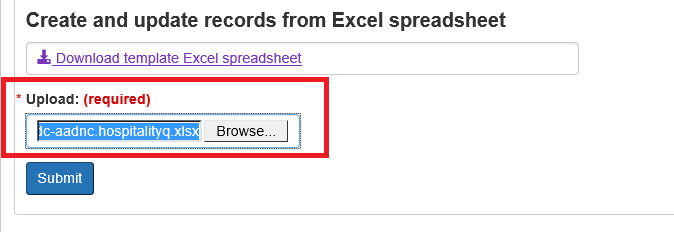 Create and update records from Excel spreadsheet
Download template Excel spreadsheet
* Upload: (required)
c-aadnc.hospitalityq.xlsx Browse...
Submit